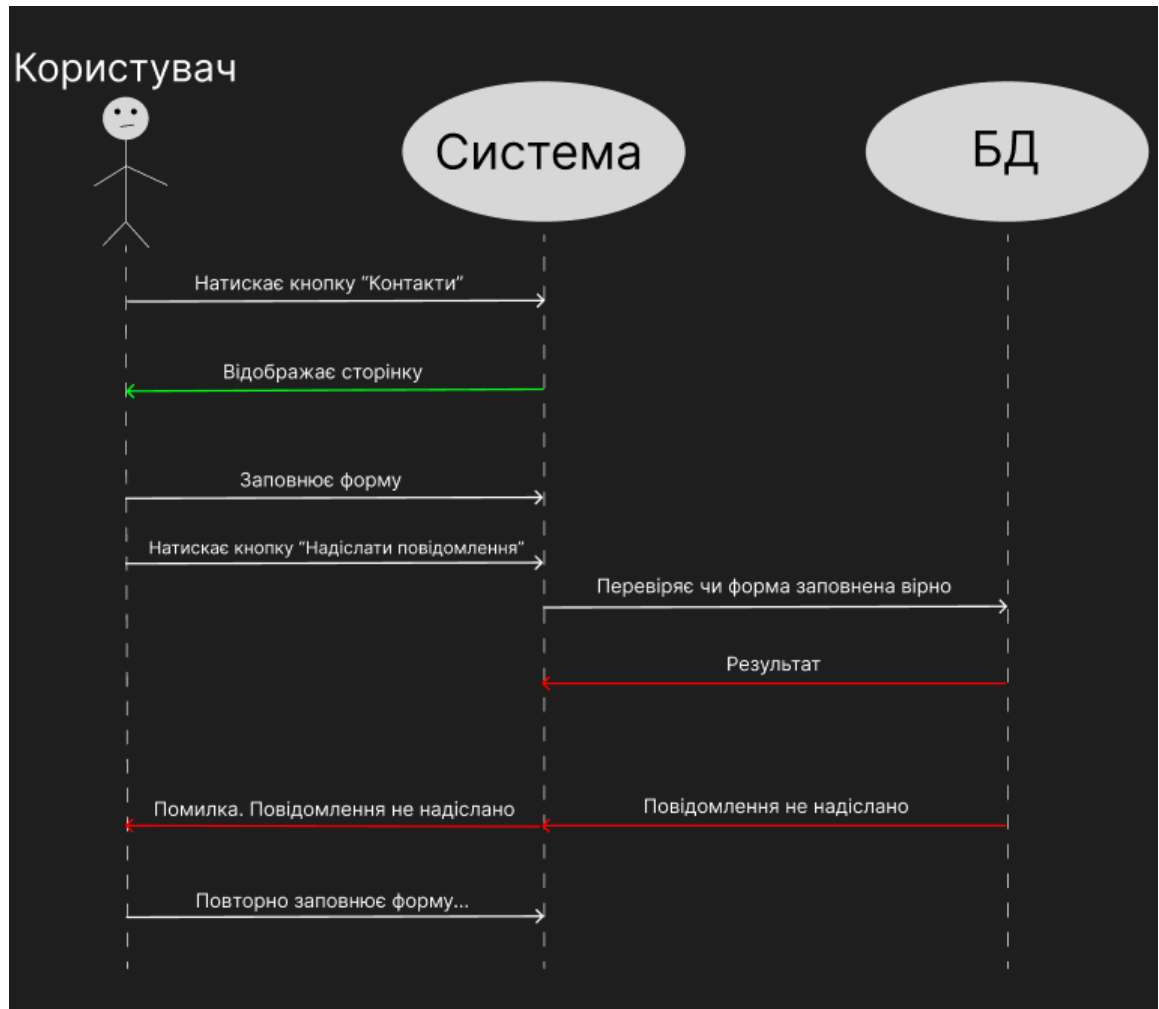 Користувач
Система
БД
Натискає кнопку “Контакти”
Відображає сторінку
Заповнює форму
Натискає кнопку “Надіслати повідомлення”
Перевіряє чи форма заповнена вірно
Результат
Помилка. Повідомлення не надіслано
Повідомлення не надіслано
Повторно заповнює форму...